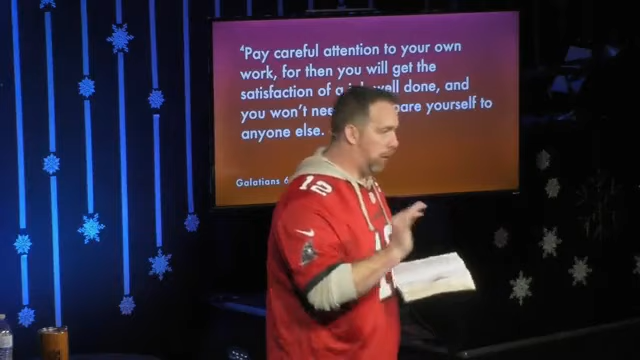 ⁴Pay careful attention to your own
work, for then you will get the
satisfaction of a well done, and
you won't yourself to
anyone else.
Galatians 6
12